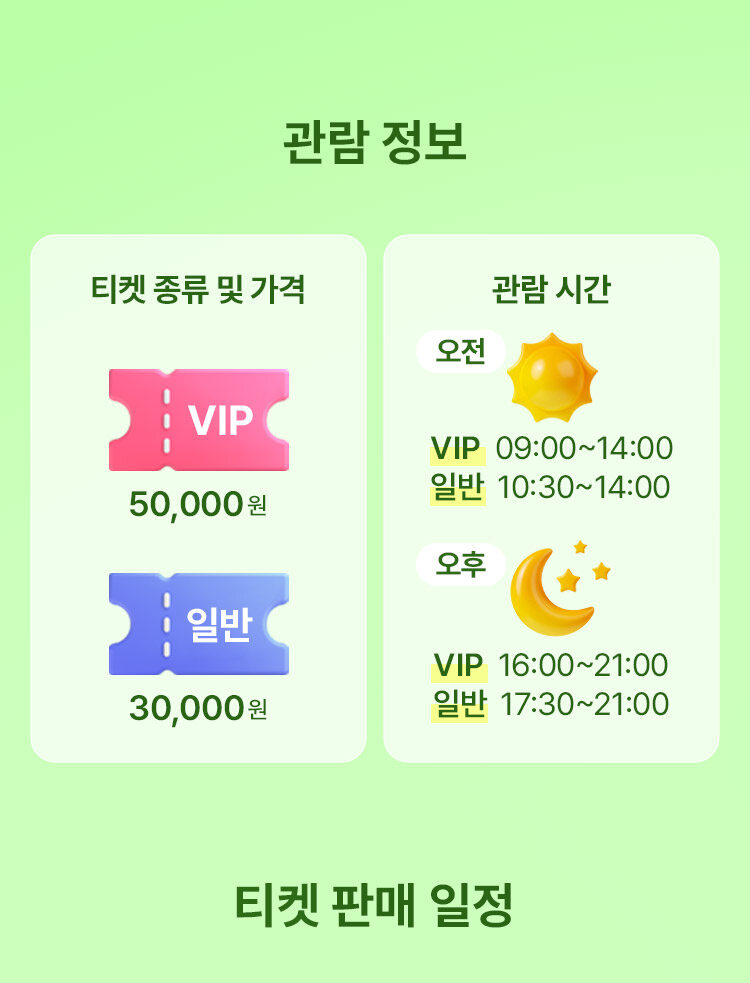 관람 정보
티켓 종류 및 가격
VIP
50,000원
일반
30,000원
관람 시간
오전
VIP 09:00~14:00
일반 10:30~14:00
오후
VIP 16:00~21:00
일반 17:30~21:00
티켓 판매 일정